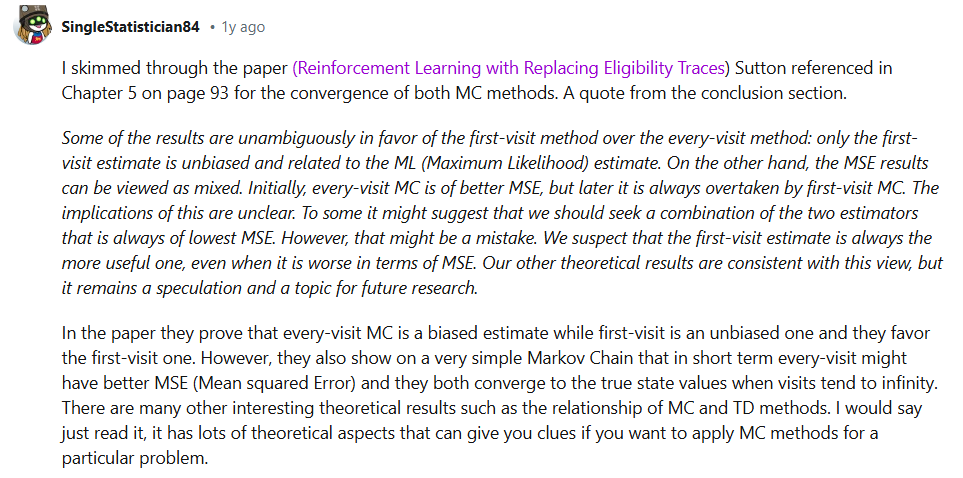 SingleStatistician84 • 1y ago
I skimmed through the paper (Reinforcement Learning with Replacing Eligibility Traces) Sutton referenced in
Chapter 5 on page 93 for the convergence of both MC methods. A quote from the conclusion section.
Some of the results are unambiguously in favor of the first-visit method over the every-visit method: only the first-
visit estimate is unbiased and related to the ML (Maximum Likelihood) estimate. On the other hand, the MSE results
can be viewed as mixed. Initially, every-visit MC is of better MSE, but later it is always overtaken by first-visit MC. The
implications of this are unclear. To some it might suggest that we should seek a combination of the two estimators
that is always of lowest MSE. However, that might be a mistake. We suspect that the first-visit estimate is always the
more useful one, even when it is worse in terms of MSE. Our other theoretical results are consistent with this view, but
it remains a speculation and a topic for future research.
In the paper they prove that every-visit MC is a biased estimate while first-visit is an unbiased one and they favor
the first-visit one. However, they also show on a very simple Markov Chain that in short term every-visit might
have better MSE (Mean squared Error) and they both converge to the true state values when visits tend to infinity.
There are many other interesting theoretical results such as the relationship of MC and TD methods. I would say
just read it, it has lots of theoretical aspects that can give you clues if you want to apply MC methods for a
particular problem.